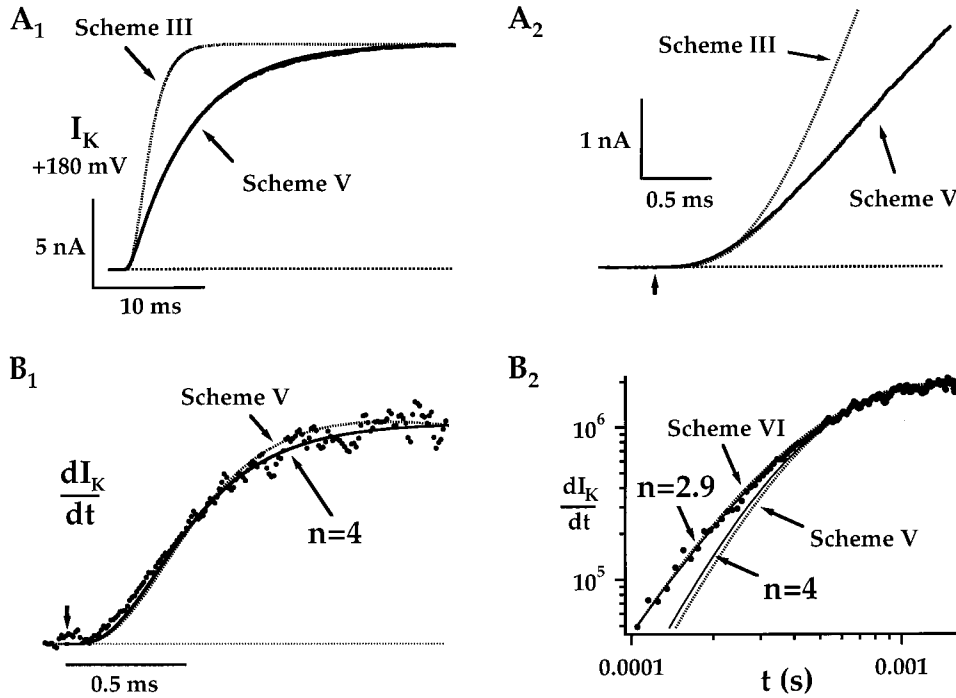 A1
Scheme III
IK
+180 mV
Scheme V
5 nA
10 ms
A2
Scheme III
1 nA
0.5 ms
Scheme V
B1
Scheme V
dIK
dt
n=4
0.5 ms
B2
10^6
Scheme VI
n=2.9
dIK
dt
Scheme V
10^5
n=4
0.0001
0.001
t (s)